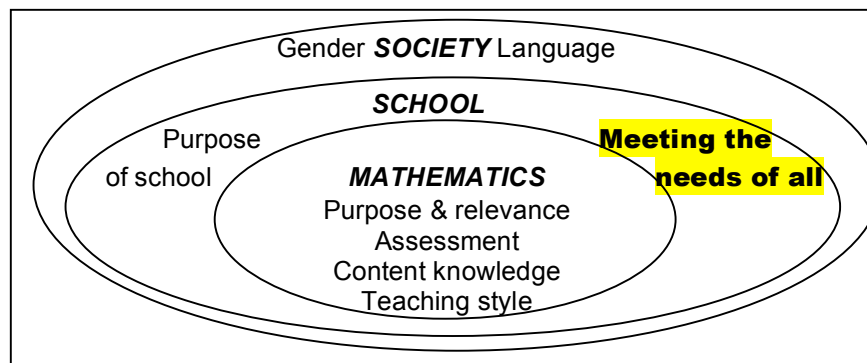 Gender SOCIETY Language
SCHOOL
Purpose
of school
Meeting the
needs of all
MATHEMATICS
Purpose & relevance
Assessment
Content knowledge
Teaching style